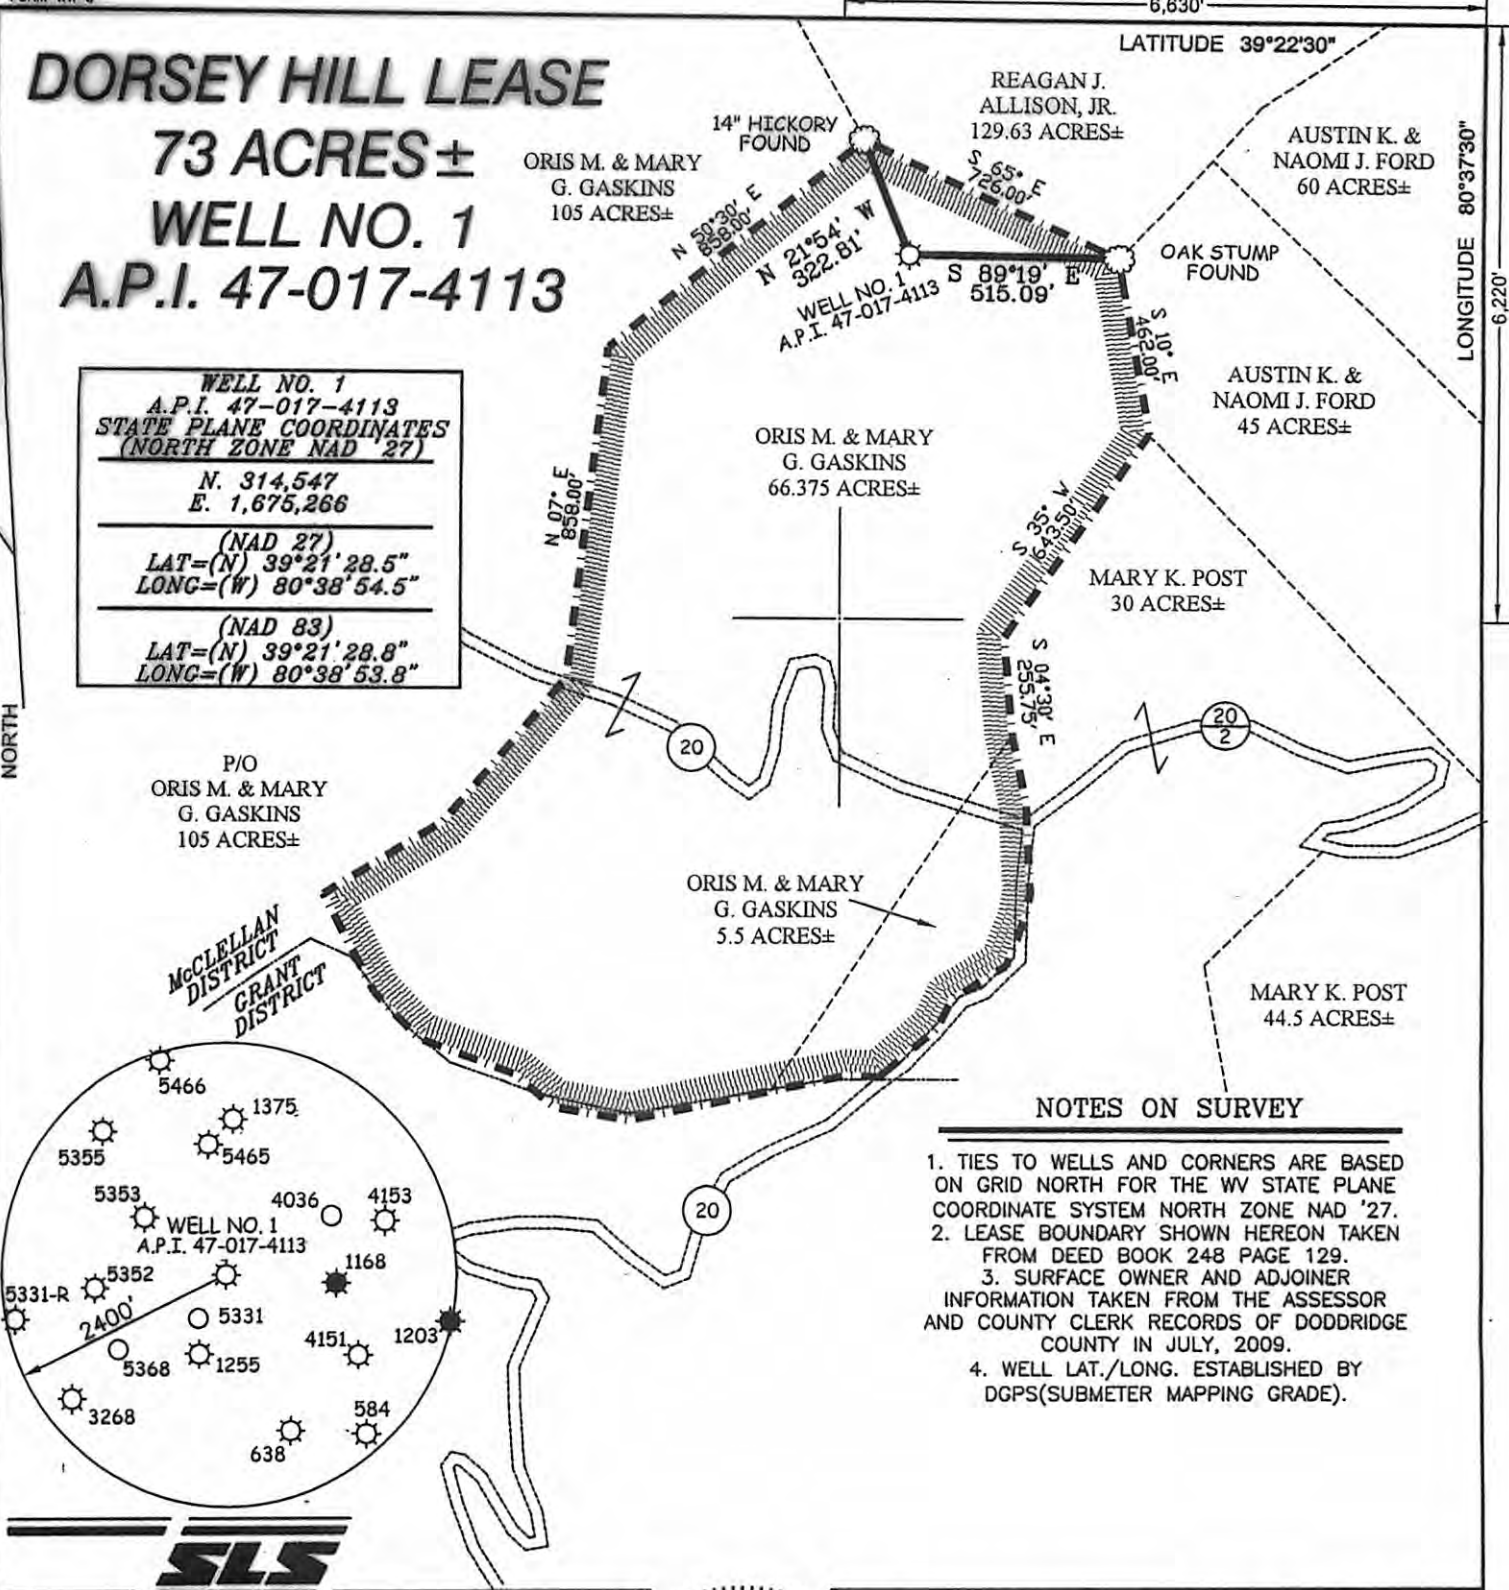 6,630'
LATITUDE 39°22'30"
DORSEY HILL LEASE
73 ACRES±
WELL NO. 1
A.P.I. 47-017-4113
LONGITUDE 80°37'30"
6,220'
14" HICKORY
FOUND
REAGAN J.
ALLISON, JR.
129.63 ACRES±
AUSTIN K. &
NAOMI J. FORD
60 ACRES±
ORIS M. & MARY
G. GASKINS
105 ACRES±
N 50°30' E
858.00'
S 65° E
726.00'
N 21°54' W
322.81'
WELL NO. 1
A.P.I. 47-017-4113
S 89°19' E
515.09'
OAK STUMP
FOUND
S 10° E
462.00'
AUSTIN K. &
NAOMI J. FORD
45 ACRES±
WELL NO. 1
A.P.I. 47-017-4113
STATE PLANE COORDINATES
(NORTH ZONE NAD 27)
N. 314,547
E. 1,675,266
(NAD 27)
LAT=(N) 39°21'28.5"
LONG=(W) 80°38'54.5"
(NAD 83)
LAT=(N) 39°21'28.8"
LONG=(W) 80°38'53.8"
N 07° E
858.00'
ORIS M. & MARY
G. GASKINS
66.375 ACRES±
S 35° W
643.50'
MARY K. POST
30 ACRES±
S 04°30' E
255.75'
NORTH
20
20
2
P/O
ORIS M. & MARY
G. GASKINS
105 ACRES±
ORIS M. & MARY
G. GASKINS
5.5 ACRES±
McCLELLAN
DISTRICT
GRANT
DISTRICT
MARY K. POST
44.5 ACRES±
5466
1375
5355
5465
5353
4036
4153
WELL NO. 1
A.P.I. 47-017-4113
1168
5352
5331-R
2400'
5331
1203
4151
5368
1255
3268
584
638
20
NOTES ON SURVEY
1. TIES TO WELLS AND CORNERS ARE BASED
ON GRID NORTH FOR THE WV STATE PLANE
COORDINATE SYSTEM NORTH ZONE NAD '27.
2. LEASE BOUNDARY SHOWN HEREON TAKEN
FROM DEED BOOK 248 PAGE 129.
3. SURFACE OWNER AND ADJOINER
INFORMATION TAKEN FROM THE ASSESSOR
AND COUNTY CLERK RECORDS OF DODDRIDGE
COUNTY IN JULY, 2009.
4. WELL LAT./LONG. ESTABLISHED BY
DGPS(SUBMETER MAPPING GRADE).
SLS